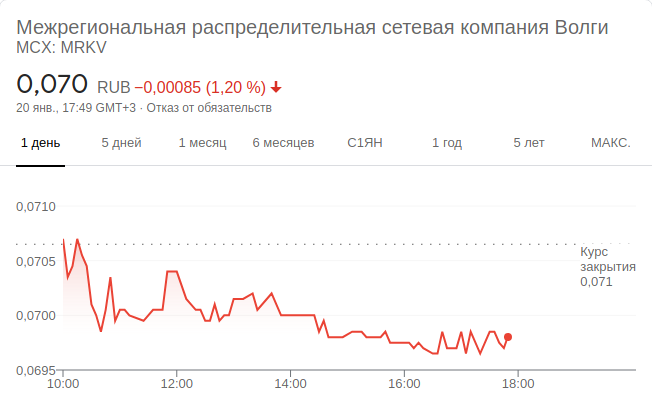 Межрегиональная распределительная сетевая компания Волги
MCX: MRKV
0,070 RUB −0,00085 (1,20 %)
20 янв., 17:49 GMT+3 · Отказ от обязательств
1 день 5 дней 1 месяц 6 месяцев С1ЯН 1 год 5 лет МАКС.
0,0710
0,0705
0,0700
0,0695
Курс
закрытия
0,071
10:00 12:00 14:00 16:00 18:00